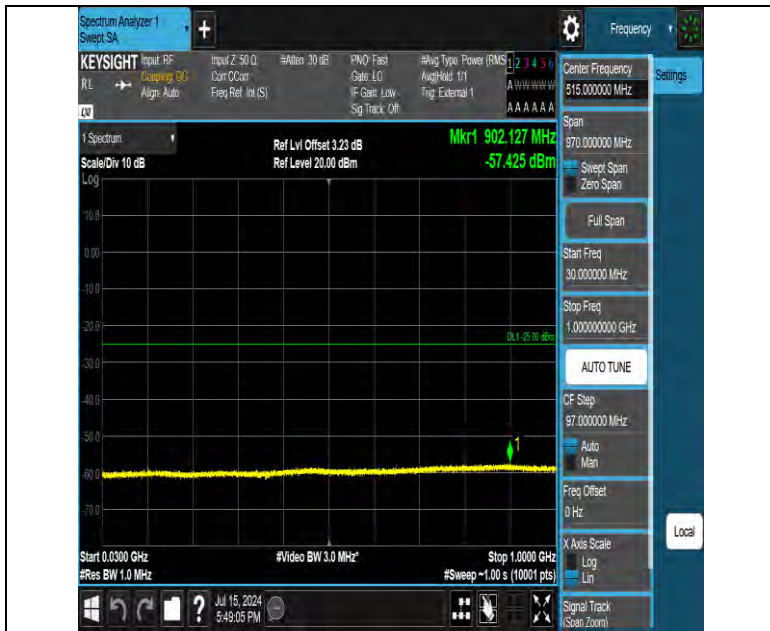 Spectrum Analyzer 1
Swept SA
+
Frequency
KEYSIGHT
RL
Input: RF
Coupling: DC
Align: Auto
Input Z: 50 Ω
Corr CCorr
Freq Ref: Int (S)
#Atten: 30 dB
PNO: Fast
Gate: LO
IF Gain: Low
Sig Track: Off
#Avg Type: Power (RMS
Avg|Hold: 1/1
Trig: External 1
1 2 3 4 5 6
A W W W W W
A A A A A A
1 Spectrum
Scale/Div 10 dB
Log
Ref Lvl Offset 3.23 dB
Ref Level 20.00 dBm
Mkr1 902.127 MHz
-57.425 dBm
10.0
0.00
-10.0
-20.0
-30.0
-40.0
-50.0
-60.0
-70.0
DL1 -25.00 dBm
1
Start 0.0300 GHz
#Res BW 1.0 MHz
#Video BW 3.0 MHz*
Stop 1.0000 GHz
#Sweep ~1.00 s (10001 pts)
?
Jul 15, 2024
5:49:05 PM
Center Frequency
515.000000 MHz
Span
970.000000 MHz
Swept Span
Zero Span
Full Span
Start Freq
30.000000 MHz
Stop Freq
1.000000000 GHz
AUTO TUNE
CF Step
97.000000 MHz
Auto
Man
Freq Offset
0 Hz
X Axis Scale
Log
Lin
Signal Track
(Span Zoom)
Settings
Local